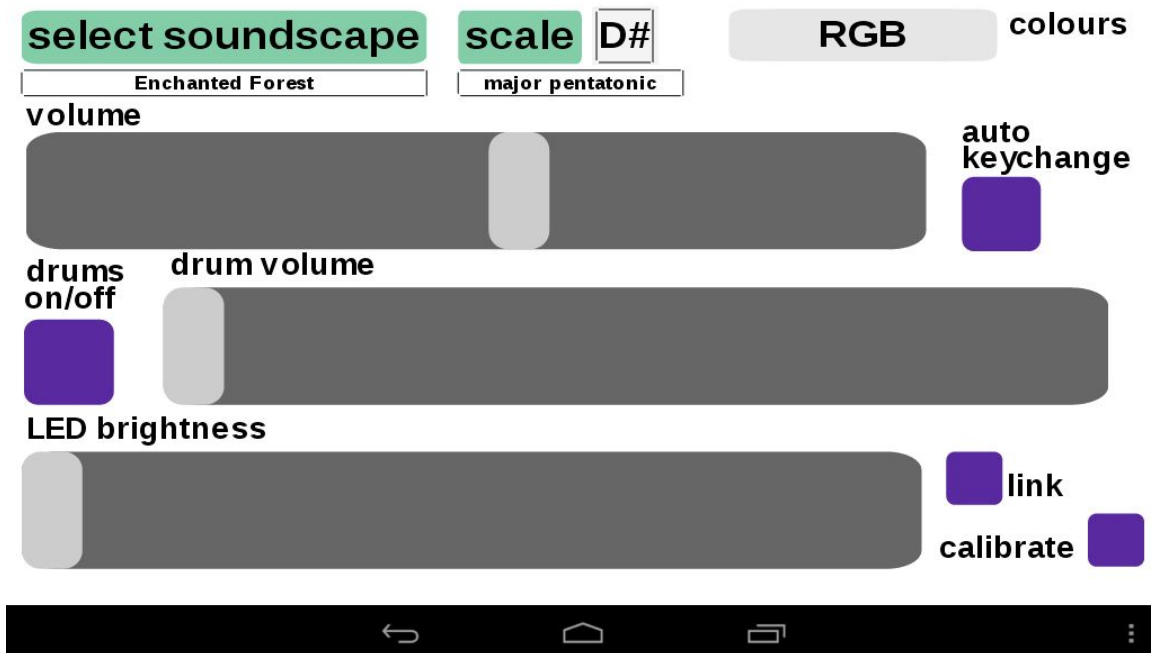 select soundscape
scale
D#
RGB
colours
Enchanted Forest
major pentatonic
volume
auto
keychange
drums
on/off
drum volume
LED brightness
link
calibrate